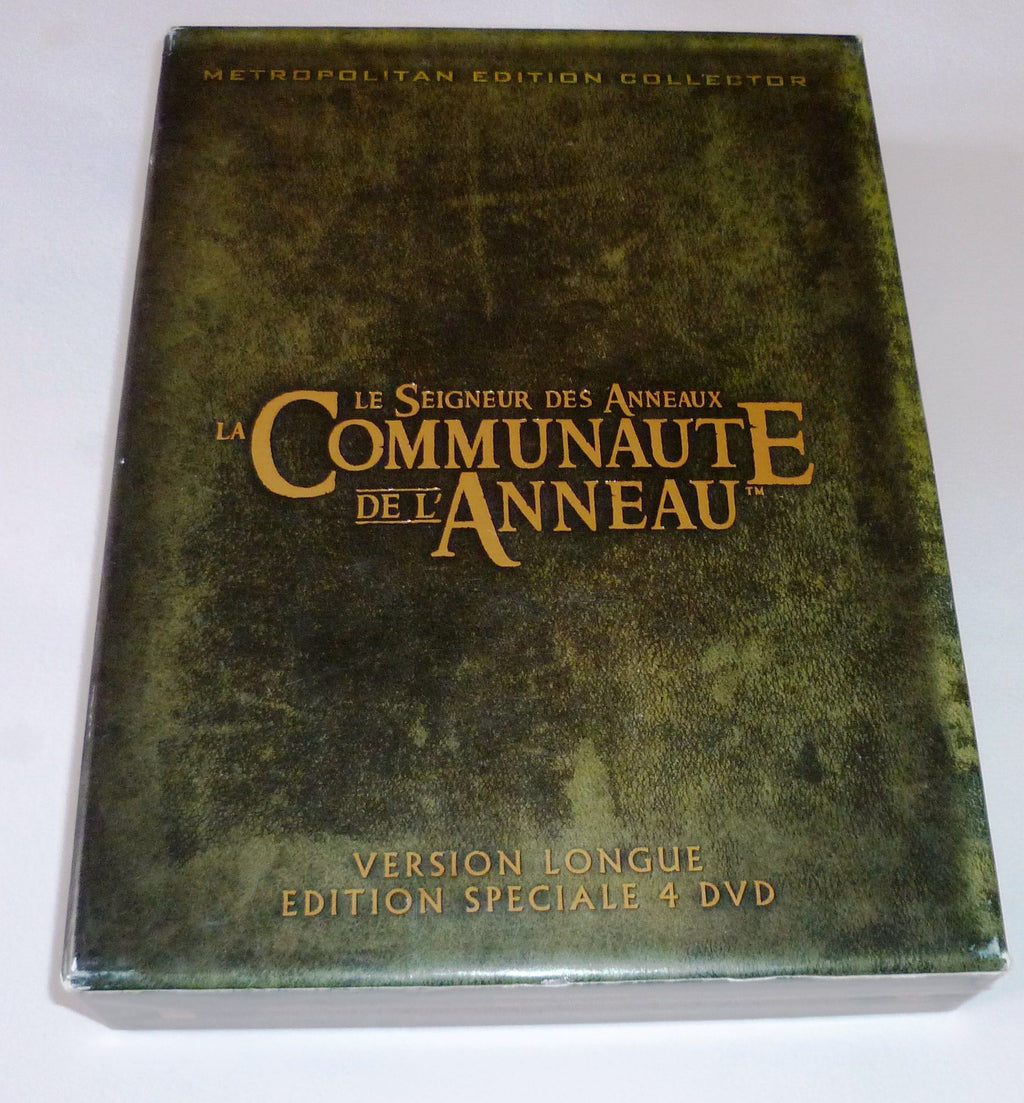 METROPOLITAN EDITION COLLECTOR
LE SEIGNEUR DES ANNEAUX
LA COMMUNAUTE
DE L'ANNEAU™
VERSION LONGUE
EDITION SPECIALE 4 DVD